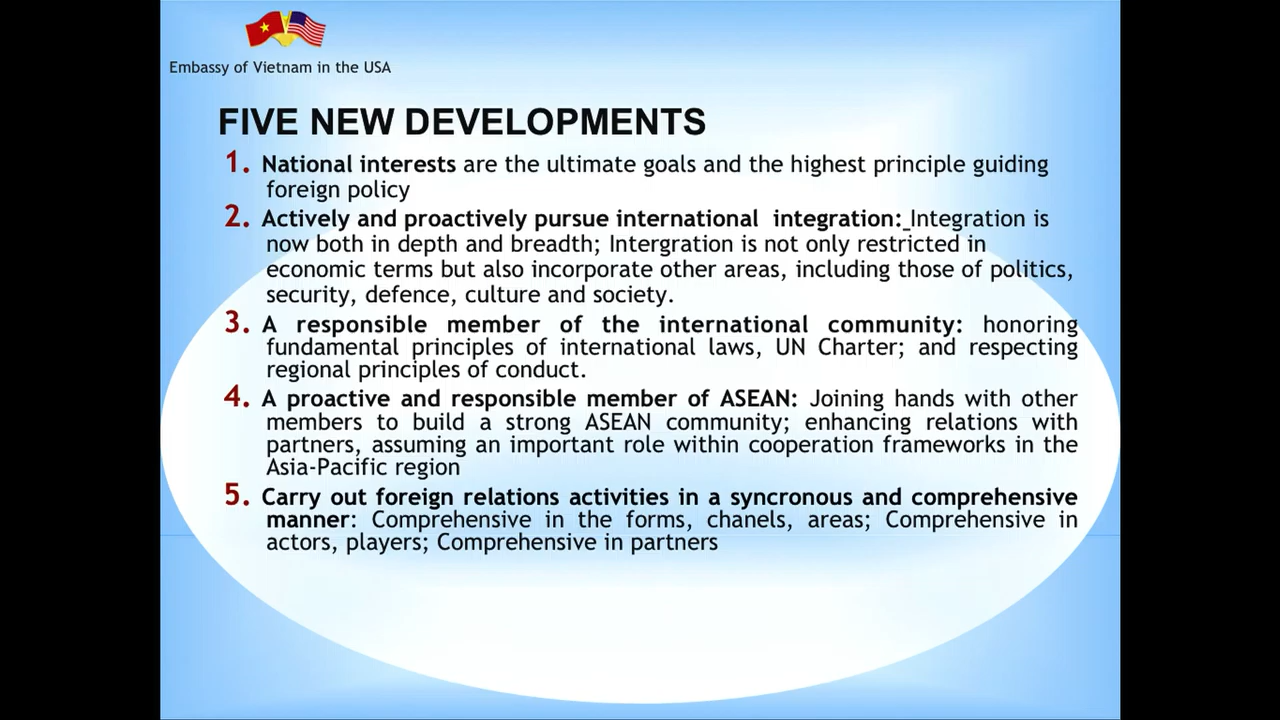 Embassy of Vietnam in the USA
FIVE NEW DEVELOPMENTS
1. National interests are the ultimate goals and the highest principle guiding
foreign policy
2. Actively and proactively pursue international integration: Integration is
now both in depth and breadth; Intergration is not only restricted in
economic terms but also incorporate other areas, including those of politics,
security, defence, culture and society.
3. A responsible member of the international community: honoring
fundamental principles of international laws, UN Charter; and respecting
regional principles of conduct.
4. A proactive and responsible member of ASEAN: Joining hands with other
members to build a strong ASEAN community; enhancing relations with
partners, assuming an important role within cooperation frameworks in the
Asia-Pacific region
5. Carry out foreign relations activities in a syncronous and comprehensive
manner: Comprehensive in the forms, chanels, areas; Comprehensive in
actors, players; Comprehensive in partners